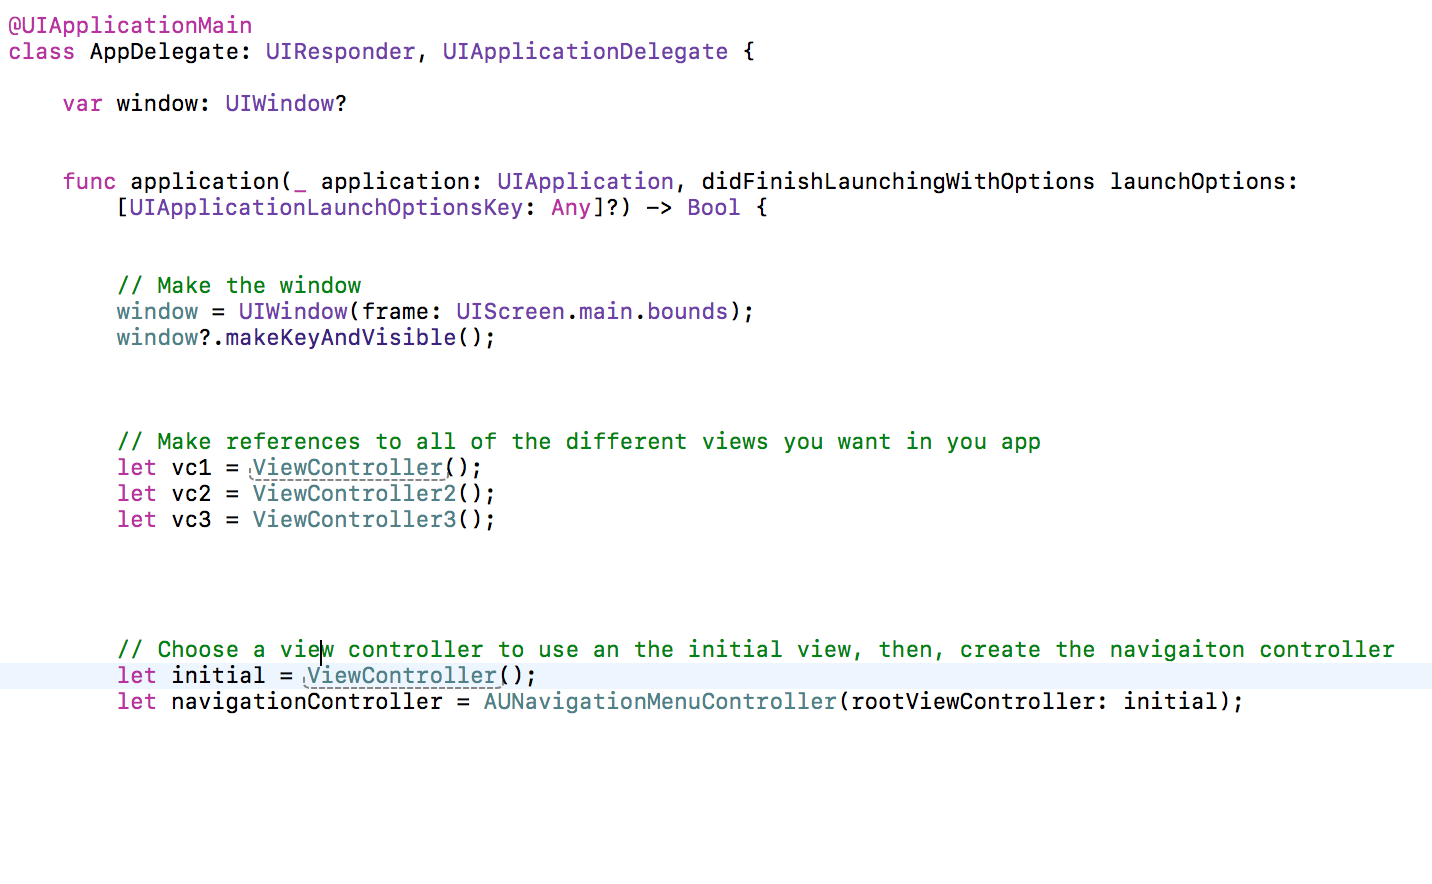 @UIApplicationMain
class AppDelegate: UIResponder, UIApplicationDelegate {
var window: UIWindow?
func application(_ application: UIApplication, didFinishLaunchingWithOptions launchOptions:
[UIApplicationLaunchOptionsKey: Any]?) -> Bool {
// Make the window
window = UIWindow(frame: UIScreen.main.bounds);
window?.makeKeyAndVisible();
// Make references to all of the different views you want in you app
let vc1 = ViewController();
let vc2 = ViewController2();
let vc3 = ViewController3();
// Choose a view controller to use an the initial view, then, create the navigaiton controller
let initial = ViewController();
let navigationController = AUNavigationMenuController(rootViewController: initial);